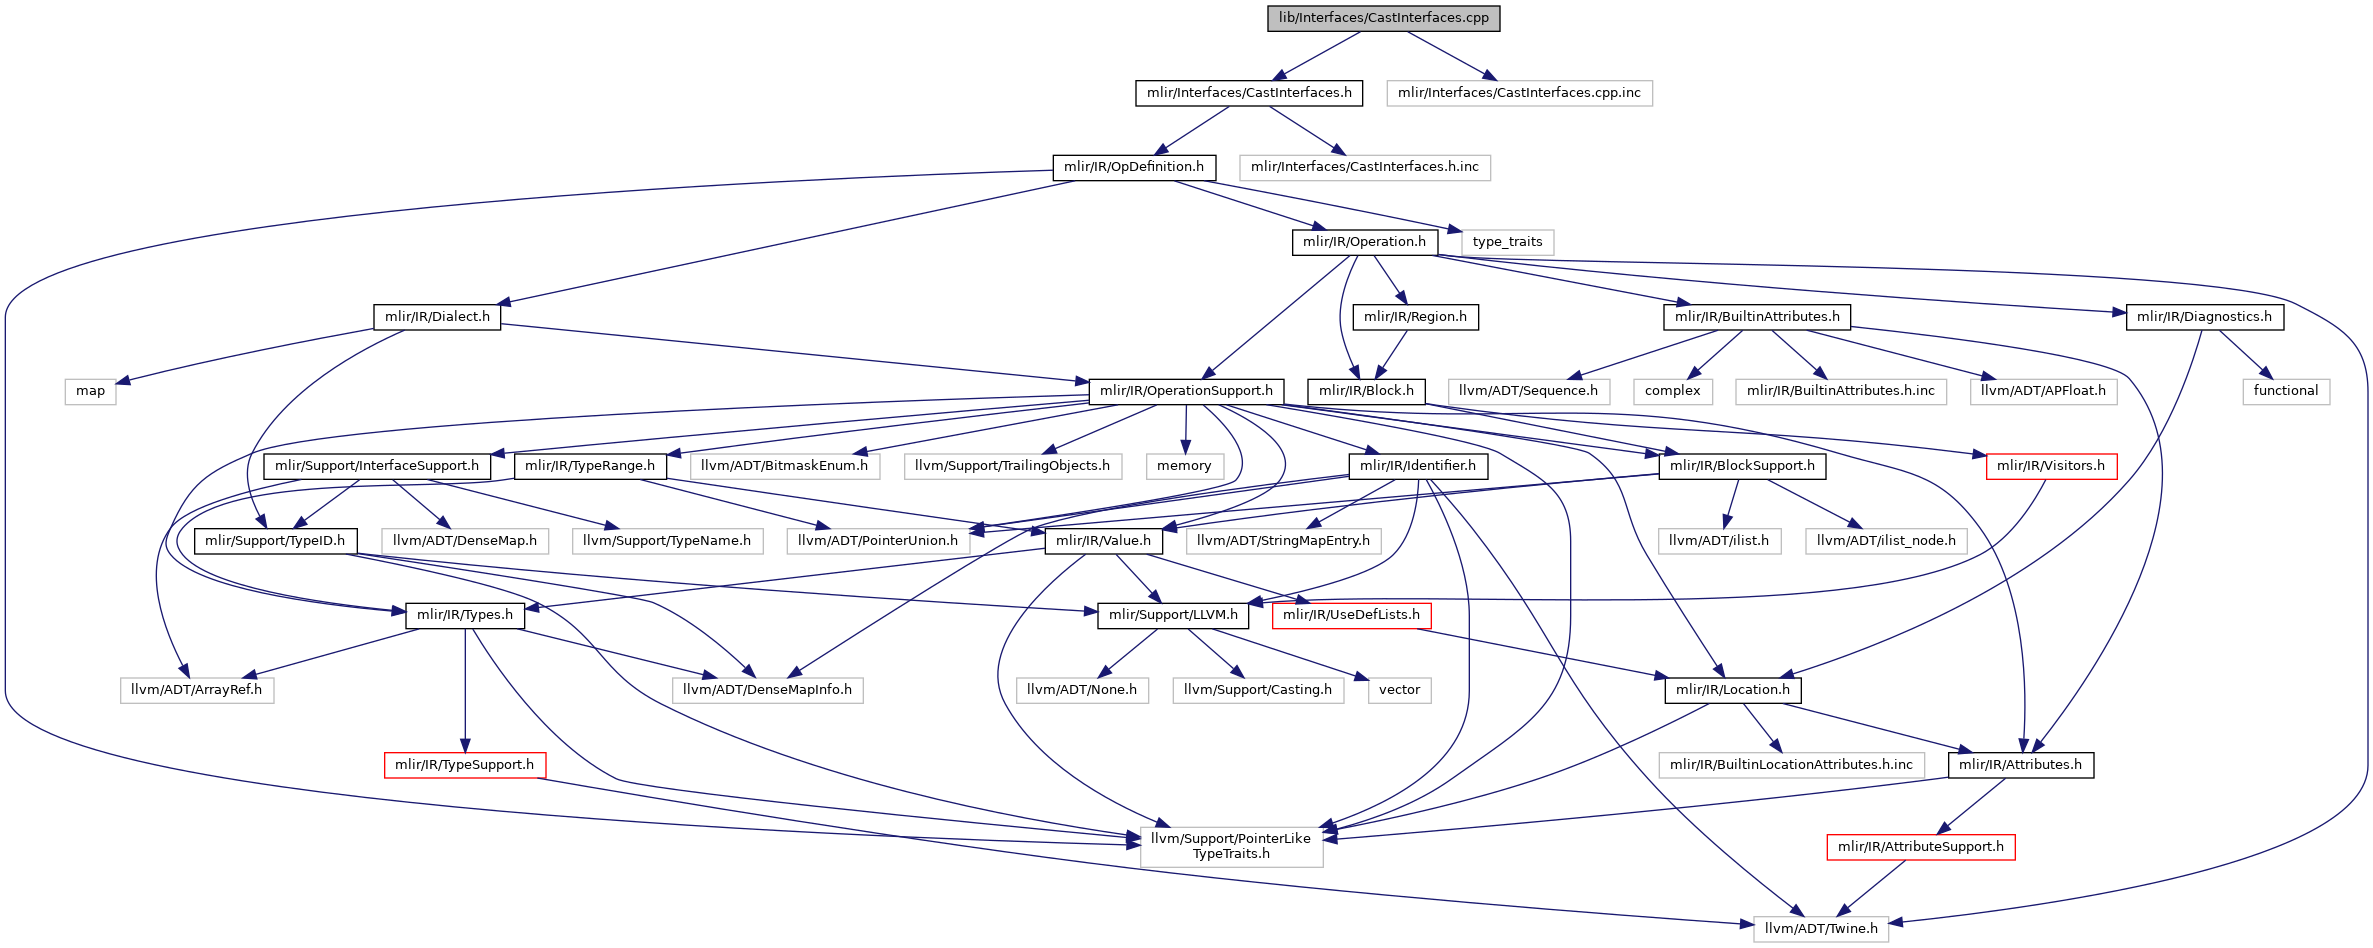 lib/Interfaces/CastInterfaces.cpp
mlir/Interfaces/CastInterfaces.h
mlir/Interfaces/CastInterfaces.cpp.inc
mlir/IR/OpDefinition.h
mlir/Interfaces/CastInterfaces.h.inc
mlir/IR/Operation.h
type_traits
mlir/IR/Dialect.h
mlir/IR/Region.h
mlir/IR/BuiltinAttributes.h
mlir/IR/Diagnostics.h
map
mlir/IR/OperationSupport.h
mlir/IR/Block.h
llvm/ADT/Sequence.h
complex
mlir/IR/BuiltinAttributes.h.inc
llvm/ADT/APFloat.h
functional
mlir/Support/InterfaceSupport.h
mlir/IR/TypeRange.h
llvm/ADT/BitmaskEnum.h
llvm/Support/TrailingObjects.h
memory
mlir/IR/Identifier.h
mlir/IR/BlockSupport.h
mlir/IR/Visitors.h
mlir/Support/TypeID.h
llvm/ADT/DenseMap.h
llvm/Support/TypeName.h
llvm/ADT/PointerUnion.h
mlir/IR/Value.h
llvm/ADT/StringMapEntry.h
llvm/ADT/ilist.h
llvm/ADT/ilist_node.h
mlir/IR/Types.h
mlir/Support/LLVM.h
mlir/IR/UseDefLists.h
llvm/ADT/ArrayRef.h
llvm/ADT/DenseMapInfo.h
llvm/ADT/None.h
llvm/Support/Casting.h
vector
mlir/IR/Location.h
mlir/IR/TypeSupport.h
mlir/IR/BuiltinLocationAttributes.h.inc
mlir/IR/Attributes.h
llvm/Support/PointerLike
TypeTraits.h
mlir/IR/AttributeSupport.h
llvm/ADT/Twine.h